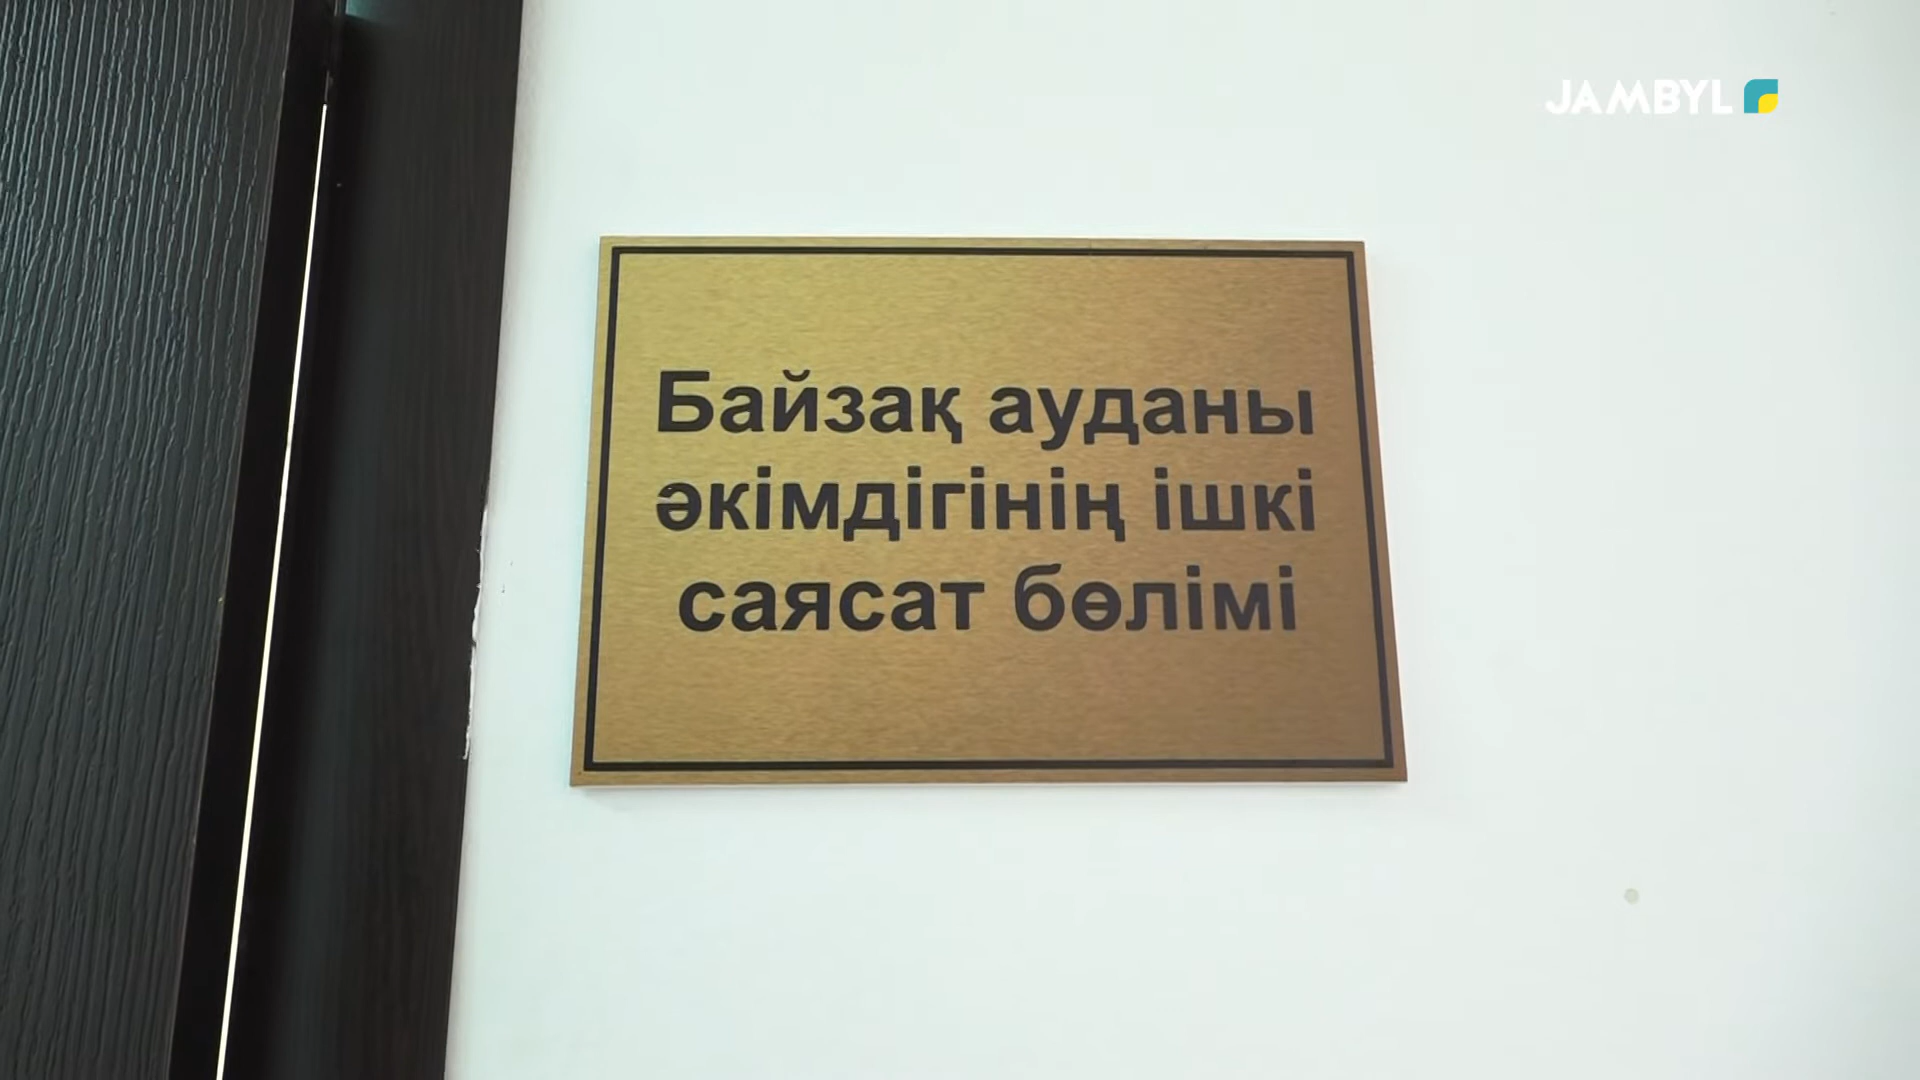 JAMBYL
Байзақ ауданы
әкімдігінің ішкі
саясат бөлімі